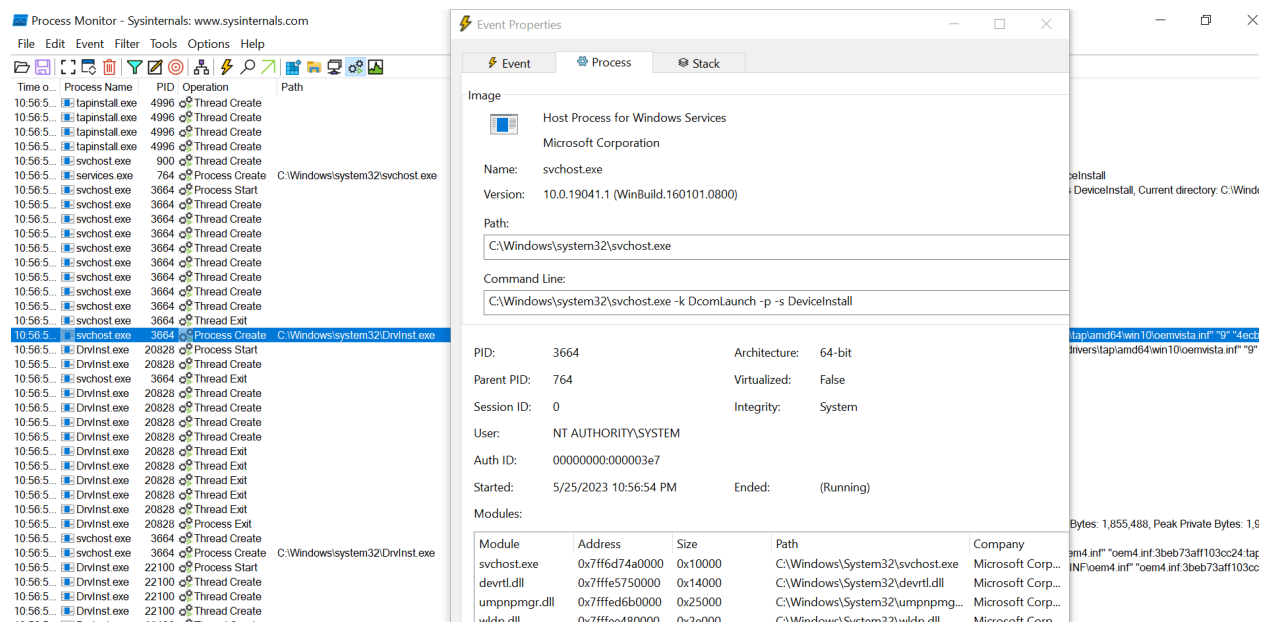 Process Monitor - Sysinternals: www.sysinternals.com
File Edit Event Filter Tools Options Help
Time o... Process Name PID Operation Path
10:56:5... tapinstall.exe 4996 Thread Create
10:56:5... tapinstall.exe 4996 Thread Create
10:56:5... tapinstall.exe 4996 Thread Create
10:56:5... tapinstall.exe 4996 Thread Create
10:56:5... svchost.exe 900 Thread Create
10:56:5... services.exe 764 Process Create C:\Windows\system32\svchost.exe
10:56:5... svchost.exe 3664 Process Start
10:56:5... svchost.exe 3664 Thread Create
10:56:5... svchost.exe 3664 Thread Create
10:56:5... svchost.exe 3664 Thread Create
10:56:5... svchost.exe 3664 Thread Create
10:56:5... svchost.exe 3664 Thread Create
10:56:5... svchost.exe 3664 Thread Create
10:56:5... svchost.exe 3664 Thread Create
10:56:5... svchost.exe 3664 Thread Create
10:56:5... svchost.exe 3664 Thread Exit
10:56:5... svchost.exe 3664 Process Create C:\Windows\system32\DrvInst.exe
10:56:5... DrvInst.exe 20828 Process Start
10:56:5... DrvInst.exe 20828 Thread Create
10:56:5... svchost.exe 3664 Thread Exit
10:56:5... DrvInst.exe 20828 Thread Create
10:56:5... DrvInst.exe 20828 Thread Create
10:56:5... DrvInst.exe 20828 Thread Create
10:56:5... DrvInst.exe 20828 Thread Create
10:56:5... DrvInst.exe 20828 Thread Exit
10:56:5... DrvInst.exe 20828 Thread Exit
10:56:5... DrvInst.exe 20828 Thread Exit
10:56:5... DrvInst.exe 20828 Thread Exit
10:56:5... DrvInst.exe 20828 Thread Exit
10:56:5... DrvInst.exe 20828 Process Exit
10:56:5... svchost.exe 3664 Thread Create
10:56:5... svchost.exe 3664 Process Create C:\Windows\system32\DrvInst.exe
10:56:5... DrvInst.exe 22100 Process Start
10:56:5... DrvInst.exe 22100 Thread Create
10:56:5... DrvInst.exe 22100 Thread Create
10:56:5... DrvInst.exe 22100 Thread Create
Event Properties
Event Process Stack
Image
Host Process for Windows Services
Microsoft Corporation
Name: svchost.exe
Version: 10.0.19041.1 (WinBuild.160101.0800)
Path:
C:\Windows\system32\svchost.exe
Command Line:
C:\Windows\system32\svchost.exe -k DcomLaunch -p -s DeviceInstall
PID: 3664 Architecture: 64-bit
Parent PID: 764 Virtualized: False
Session ID: 0 Integrity: System
User: NT AUTHORITY\SYSTEM
Auth ID: 00000000:000003e7
Started: 5/25/2023 10:56:54 PM Ended: (Running)
Modules:
Module Address Size Path Company
svchost.exe 0x7ff6d74a0000 0x10000 C:\Windows\System32\svchost.exe Microsoft Corp...
devrtl.dll 0x7fffe5750000 0x14000 C:\Windows\System32\devrtl.dll Microsoft Corp...
umpnpmgr.dll 0x7fffed6b0000 0x25000 C:\Windows\System32\umpnpmg... Microsoft Corp...
wldp.dll 0x7fffee480000 0x2e000 C:\Windows\System32\wldp.dll Microsoft Corp...
ceInstall
s DeviceInstall, Current directory: C:\Wind
\tap\amd64\win10\oemvista.inf" "9" "4ecb
drivers\tap\amd64\win10\oemvista.inf" "9"
Bytes: 1,855,488, Peak Private Bytes: 1,9
em4.inf" "oem4.inf:3beb73aff103cc24:tap
INF\oem4.inf" "oem4.inf:3beb73aff103cc